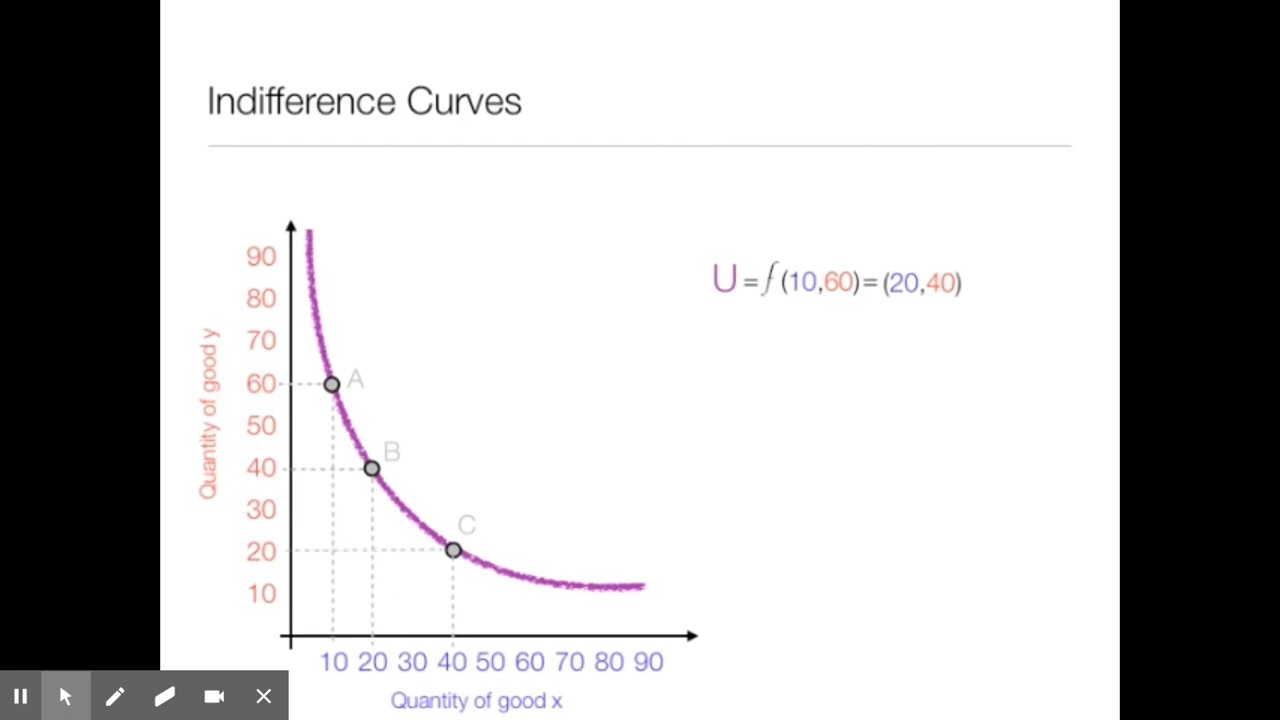 Indifference Curves
U = f (10,60) = (20,40)
Quantity of good y
90
80
70
60
50
40
30
20
10
A
B
C
10 20 30 40 50 60 70 80 90
Quantity of good x